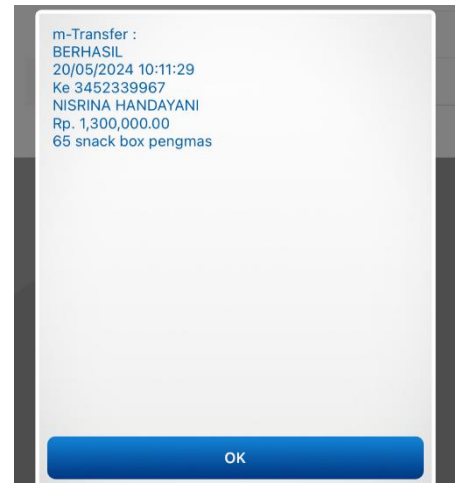 m-Transfer :
BERHASIL
20/05/2024 10:11:29
Ke 3452339967
NISRINA HANDAYANI
Rp. 1,300,000.00
65 snack box pengmas
OK